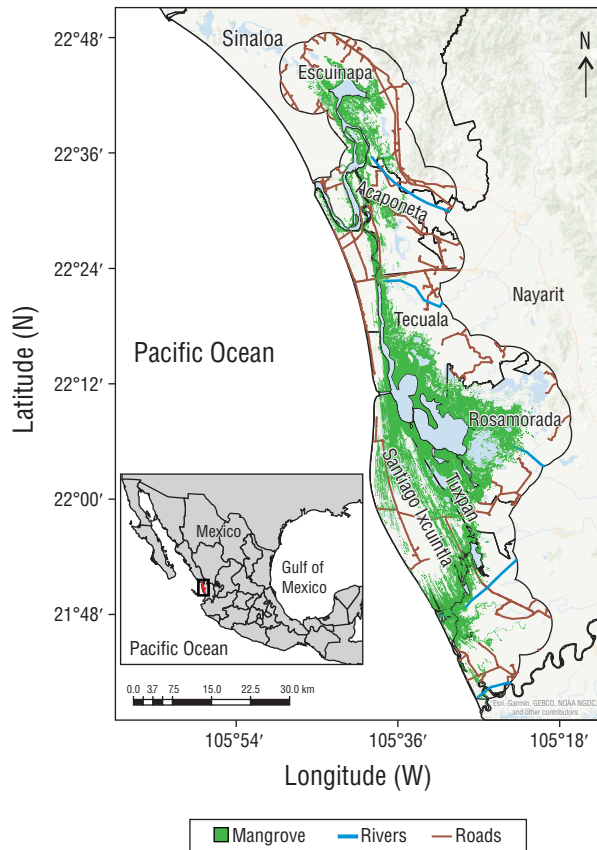 22°48′
22°36′
22°24′
22°12′
22°00′
21°48′
Latitude (N)
Sinaloa
Escuinapa
N
Acaponeta
Nayarit
Tecuala
Pacific Ocean
Rosamorada
Santiago Ixcuintla
Tuxpan
Mexico
Gulf of
Mexico
Pacific Ocean
0.0 37 75 15.0 22.5 30.0 km
Esri, Garmin, GEBCO, NOAA NGDC,
and other contributors
105°54′ 105°36′ 105°18′
Longitude (W)
Mangrove Rivers Roads